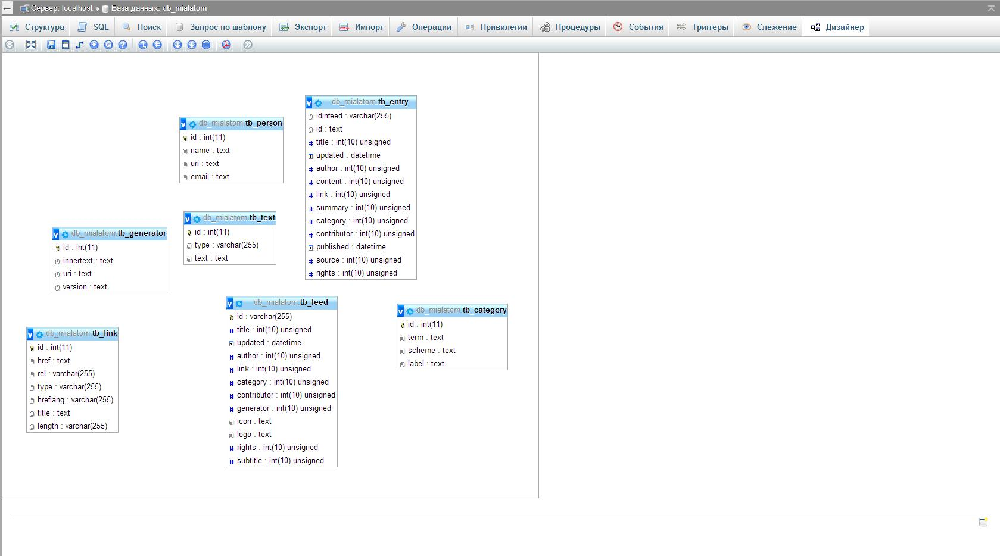 Сервер: localhost » База данных: db_mialatom
Структура SQL Поиск Запрос по шаблону Экспорт Импорт Операции Привилегии Процедуры События Триггеры Слежение Дизайнер
db_mialatom.tb_entry
idinfeed : varchar(255)
id : text
title : int(10) unsigned
updated : datetime
author : int(10) unsigned
content : int(10) unsigned
link : int(10) unsigned
summary : int(10) unsigned
category : int(10) unsigned
contributor : int(10) unsigned
published : datetime
source : int(10) unsigned
rights : int(10) unsigned
db_mialatom.tb_person
id : int(11)
name : text
uri : text
email : text
db_mialatom.tb_text
id : int(11)
type : varchar(255)
text : text
db_mialatom.tb_generator
id : int(11)
innertext : text
uri : text
version : text
db_mialatom.tb_feed
id : varchar(255)
title : int(10) unsigned
updated : datetime
author : int(10) unsigned
link : int(10) unsigned
category : int(10) unsigned
contributor : int(10) unsigned
generator : int(10) unsigned
icon : text
logo : text
rights : int(10) unsigned
subtitle : int(10) unsigned
db_mialatom.tb_category
id : int(11)
term : text
scheme : text
label : text
db_mialatom.tb_link
id : int(11)
href : text
rel : varchar(255)
type : varchar(255)
hreflang : varchar(255)
title : text
length : varchar(255)